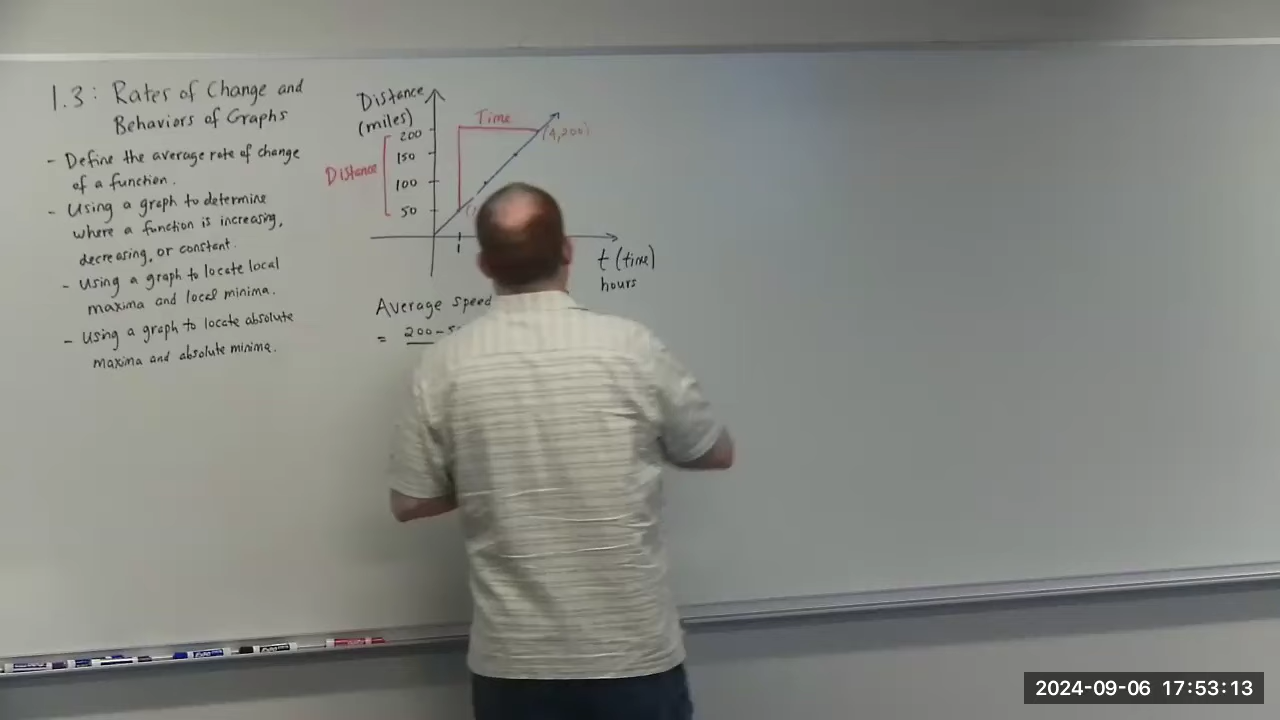 1.3: Rates of Change and
Behaviors of Graphs
- Define the average rate of change
of a function.
- Using a graph to determine
where a function is increasing,
decreasing, or constant.
- Using a graph to locate local
maxima and local minima.
- Using a graph to locate absolute
maxima and absolute minima.
Distance
(miles)
200
150
100
50
Distance
Time
(4,200)
1
t (time)
hours
Average speed
= 200-5
2024-09-06 17:53:13